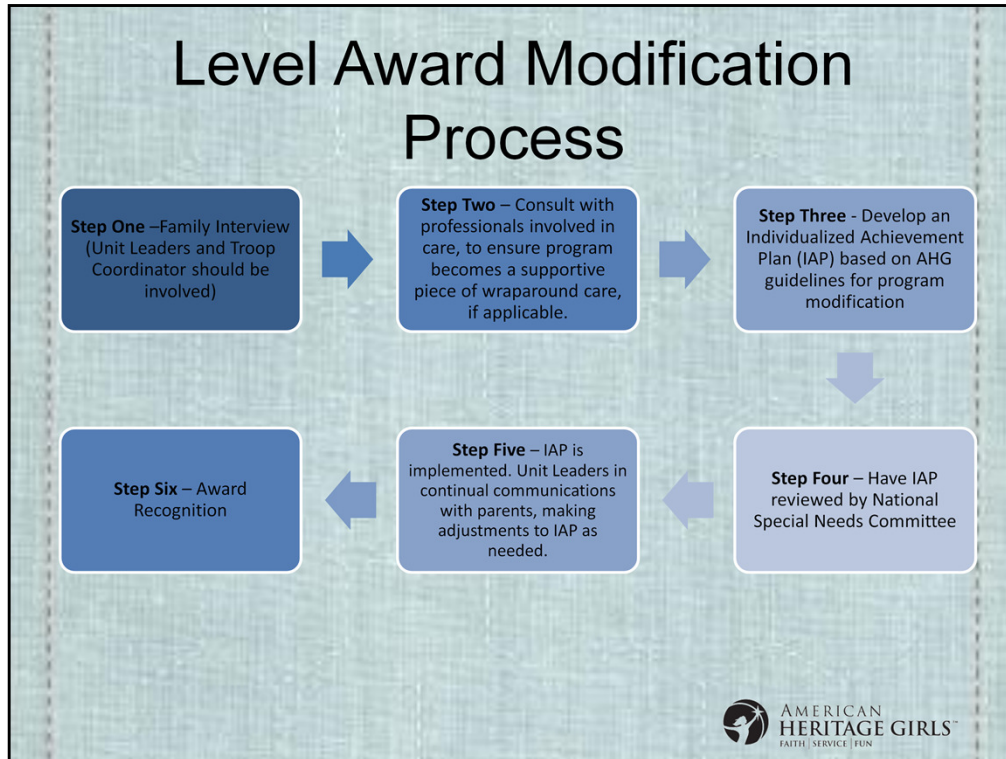 Level Award Modification
Process
Step One –Family Interview
(Unit Leaders and Troop
Coordinator should be
involved)
Step Two – Consult with
professionals involved in
care, to ensure program
becomes a supportive
piece of wraparound care,
if applicable.
Step Three - Develop an
Individualized Achievement
Plan (IAP) based on AHG
guidelines for program
modification
Step Four – Have IAP
reviewed by National
Special Needs Committee
Step Five – IAP is
implemented. Unit Leaders in
continual communications
with parents, making
adjustments to IAP as
needed.
Step Six – Award
Recognition
AMERICAN
HERITAGE GIRLS™
FAITH | SERVICE | FUN